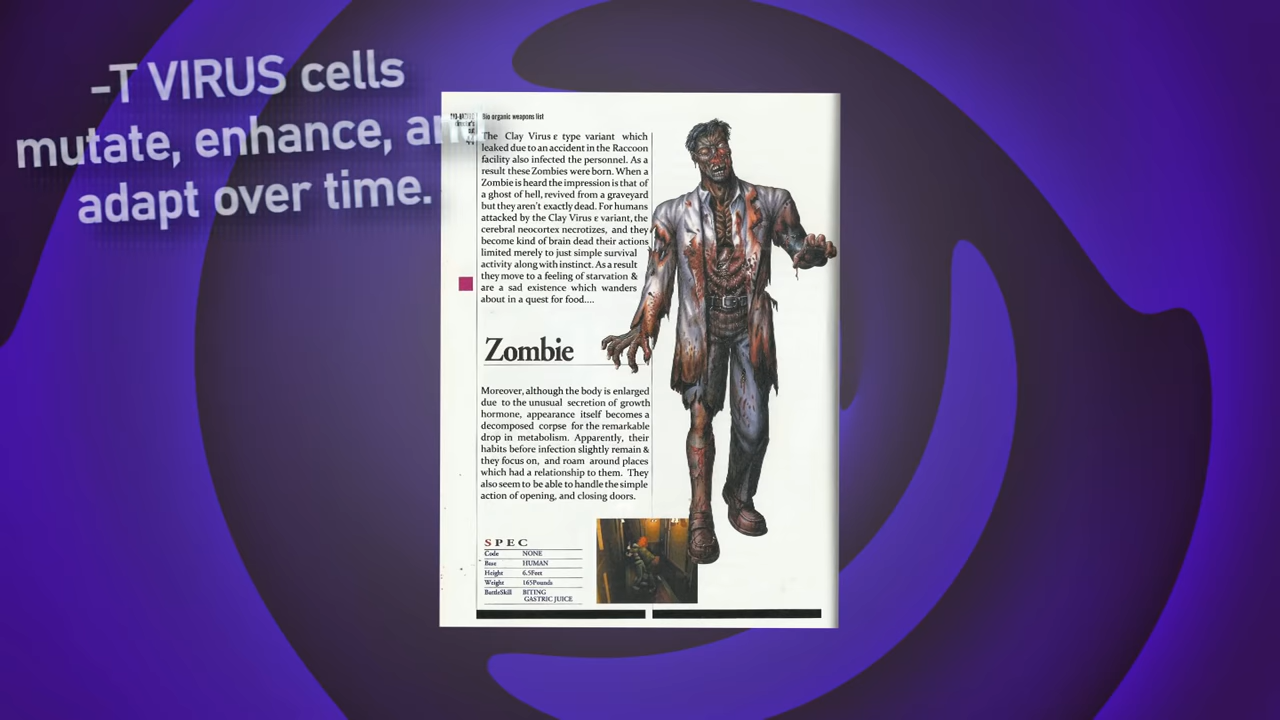 -T VIRUS cells
mutate, enhance, and
adapt over time.
Bio organic weapons list
The Clay Virus ε type variant which
leaked due to an accident in the Raccoon
facility also infected the personnel. As a
result these Zombies were born. When a
Zombie is heard the impression is that of
a ghost of hell, revived from a graveyard
but they aren't exactly dead. For humans
attacked by the Clay Virus ε variant, the
cerebral neocortex necrotizes, and they
become kind of brain dead their actions
limited merely to just simple survival
activity along with instinct. As a result
they move to a feeling of starvation &
are a sad existence which wanders
about in a quest for food....
Zombie
Moreover, although the body is enlarged
due to the unusual secretion of growth
hormone, appearance itself becomes a
decomposed corpse for the remarkable
drop in metabolism. Apparently, their
habits before infection slightly remain &
they focus on, and roam around places
which had a relationship to them. They
also seem to be able to handle the simple
action of opening, and closing doors.
SPEC
Code NONE
Base HUMAN
Height 6.5Feet
Weight 165Pounds
BattleSkill BITING
GASTRIC JUICE